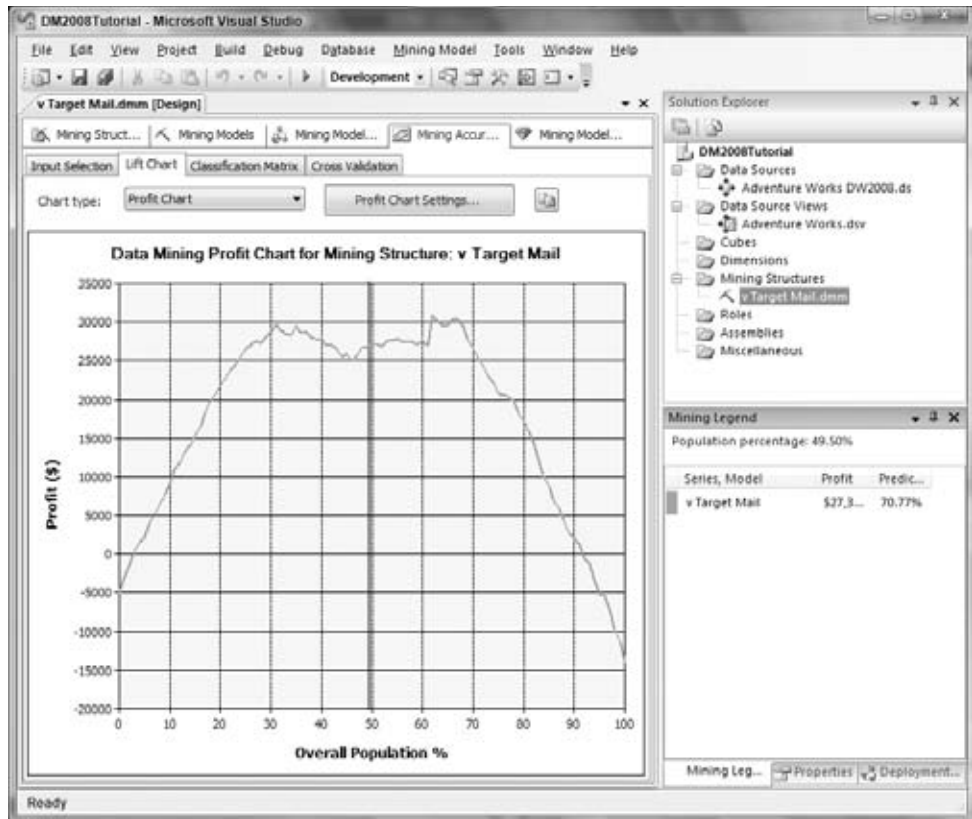 DM2008Tutorial - Microsoft Visual Studio
File Edit View Project Build Debug Database Mining Model Tools Window Help
Development
v Target Mail.dmm [Design]
Mining Struct... Mining Models Mining Model... Mining Accur... Mining Model...
Input Selection Lift Chart Classification Matrix Cross Validation
Chart type: Profit Chart Profit Chart Settings...
Data Mining Profit Chart for Mining Structure: v Target Mail
Profit ($)
35000
30000
25000
20000
15000
10000
5000
0
-5000
-10000
-15000
-20000
0 10 20 30 40 50 60 70 80 90 100
Overall Population %
Solution Explorer
DM2008Tutorial
Data Sources
Adventure Works DW2008.ds
Data Source Views
Adventure Works.dsv
Cubes
Dimensions
Mining Structures
v Target Mail.dmm
Roles
Assemblies
Miscellaneous
Mining Legend
Population percentage: 49.50%
Series, Model Profit Predic...
v Target Mail $27,3... 70.77%
Mining Leg... Properties Deployment...
Ready